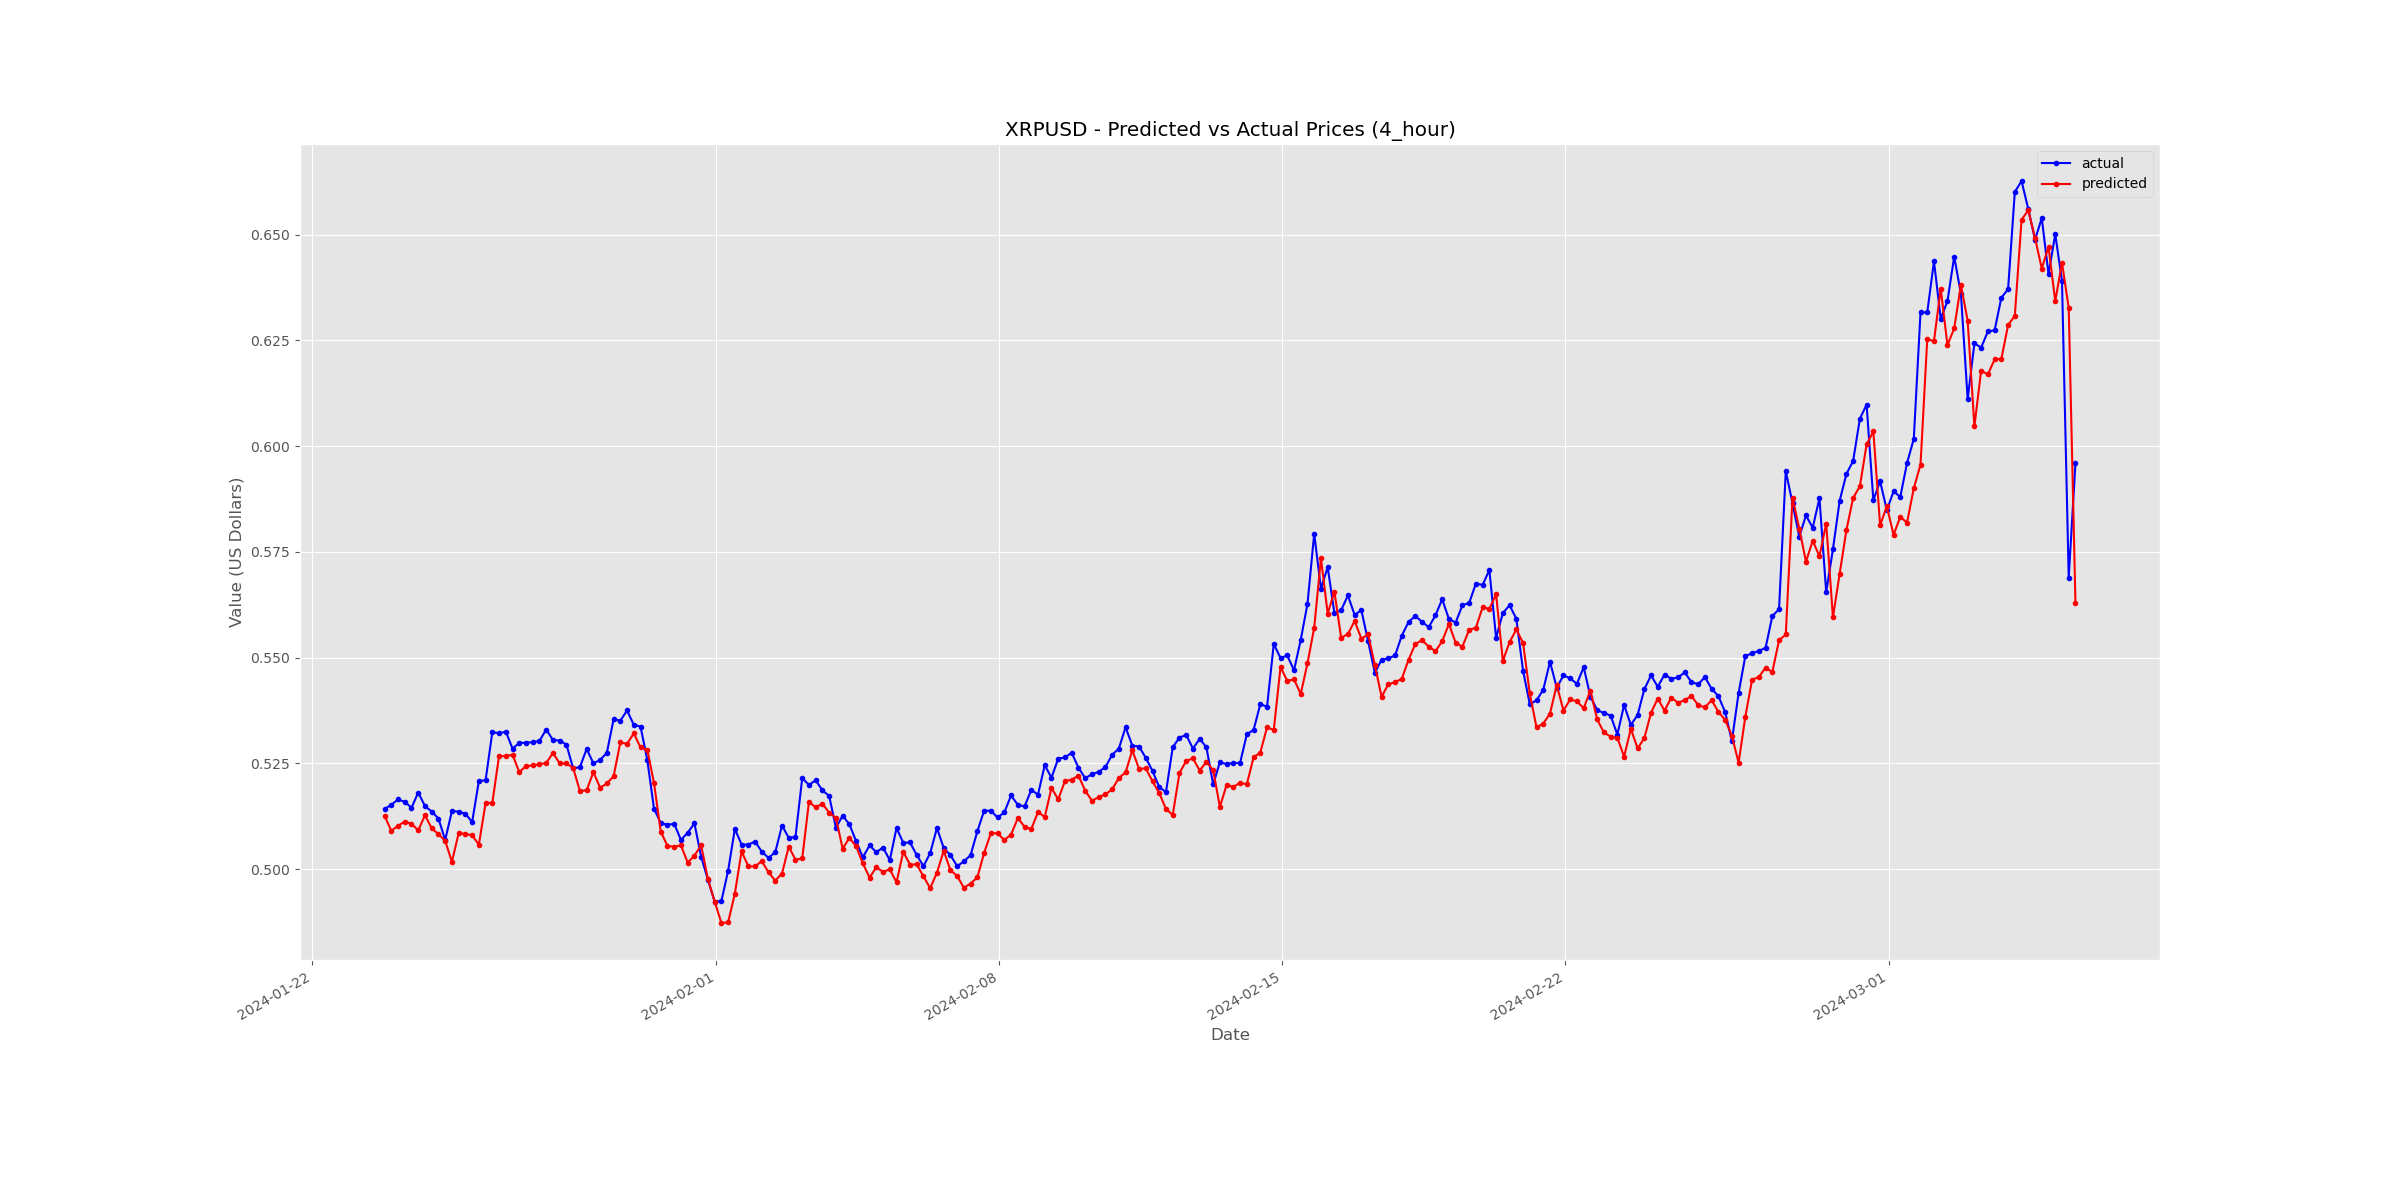 XRPUSD - Predicted vs Actual Prices (4_hour)
actual
predicted
0.650
0.625
0.600
0.575
0.550
0.525
0.500
Value (US Dollars)
2024-01-22
2024-02-01
2024-02-08
2024-02-15
2024-02-22
2024-03-01
Date